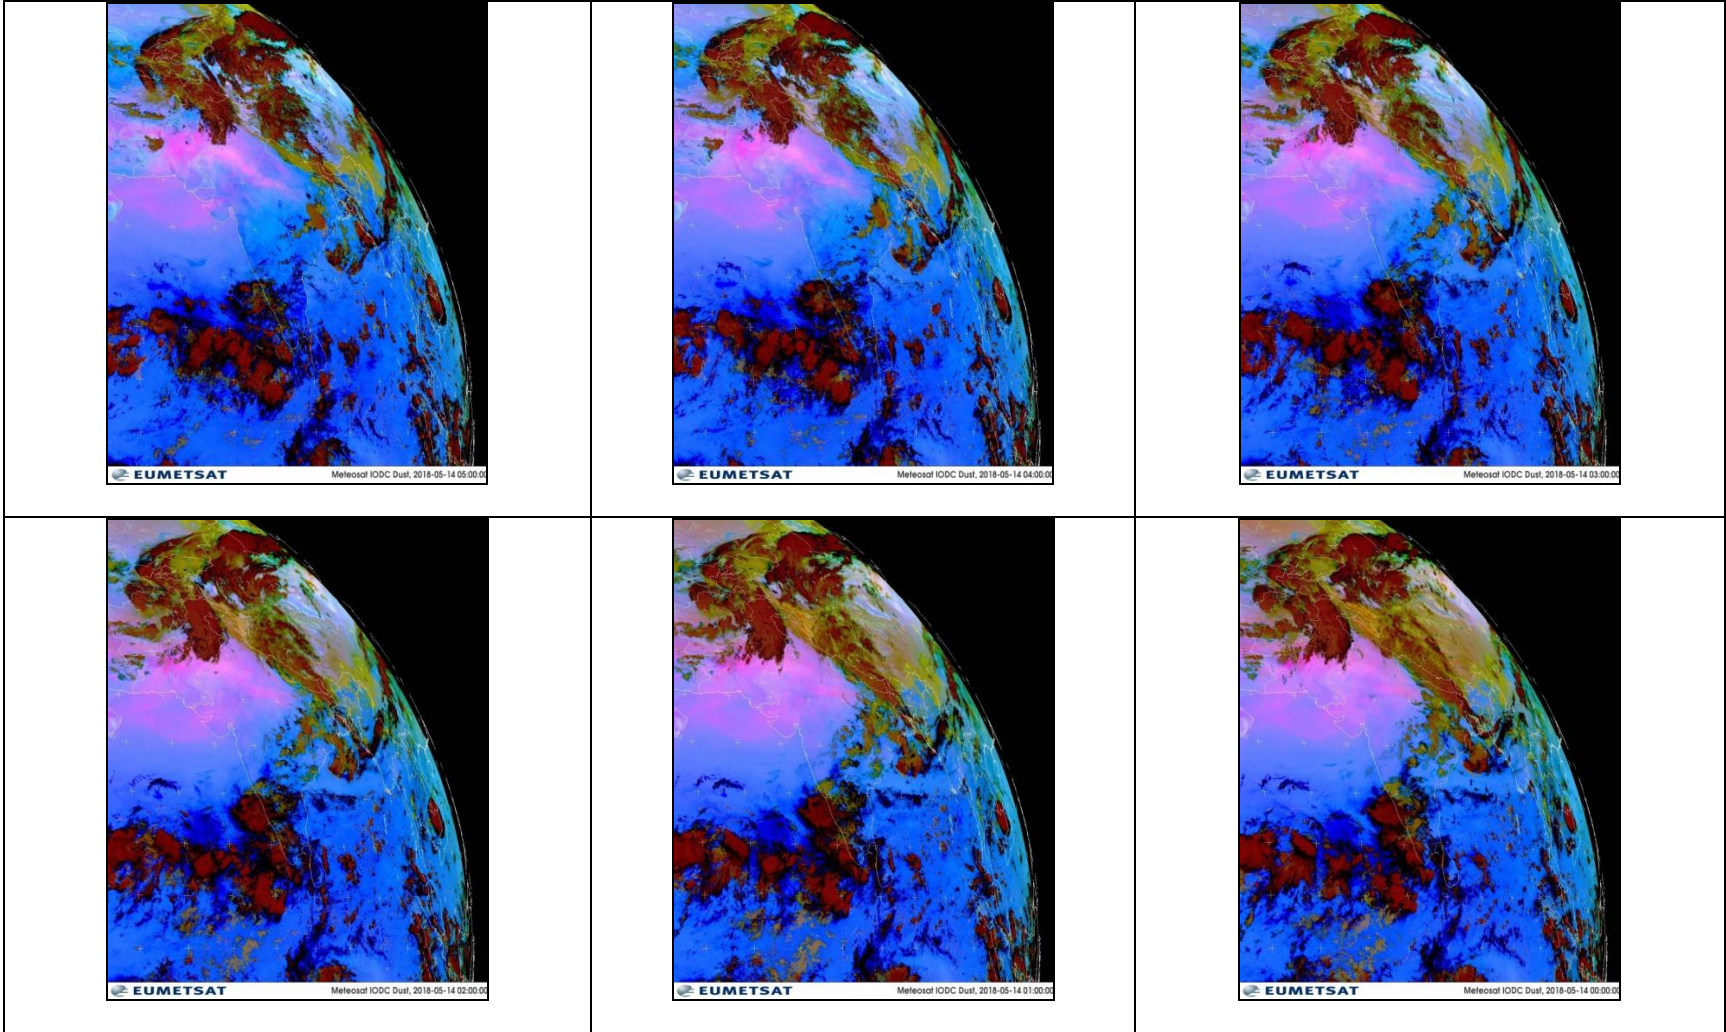 EUMETSAT Meteosat IODC Dust, 2018-05-14 05:00:00
EUMETSAT Meteosat IODC Dust, 2018-05-14 04:00:00
EUMETSAT Meteosat IODC Dust, 2018-05-14 03:00:00
EUMETSAT Meteosat IODC Dust, 2018-05-14 02:00:00
EUMETSAT Meteosat IODC Dust, 2018-05-14 01:00:00
EUMETSAT Meteosat IODC Dust, 2018-05-14 00:00:00